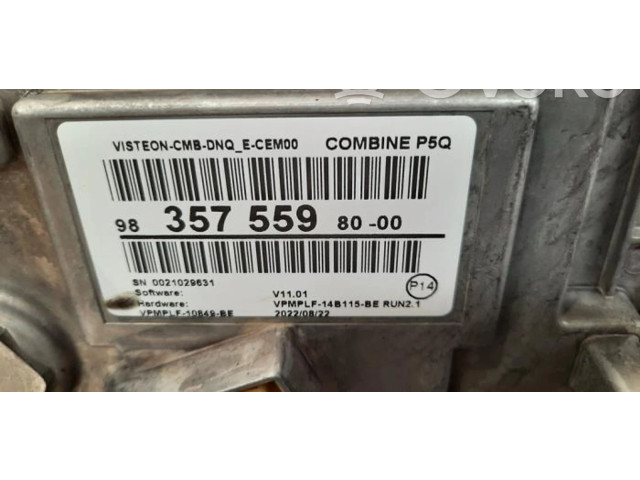 VISTEON-CMB-DNQ_E-CEM00 COMBINE P5Q
98 357 559 80-00
SN 0021029631
Software: V11.01 P14
Hardware: VPMPLF-14B115-BE RUN2.1
VPMPLF-10849-BE 2022/08/22